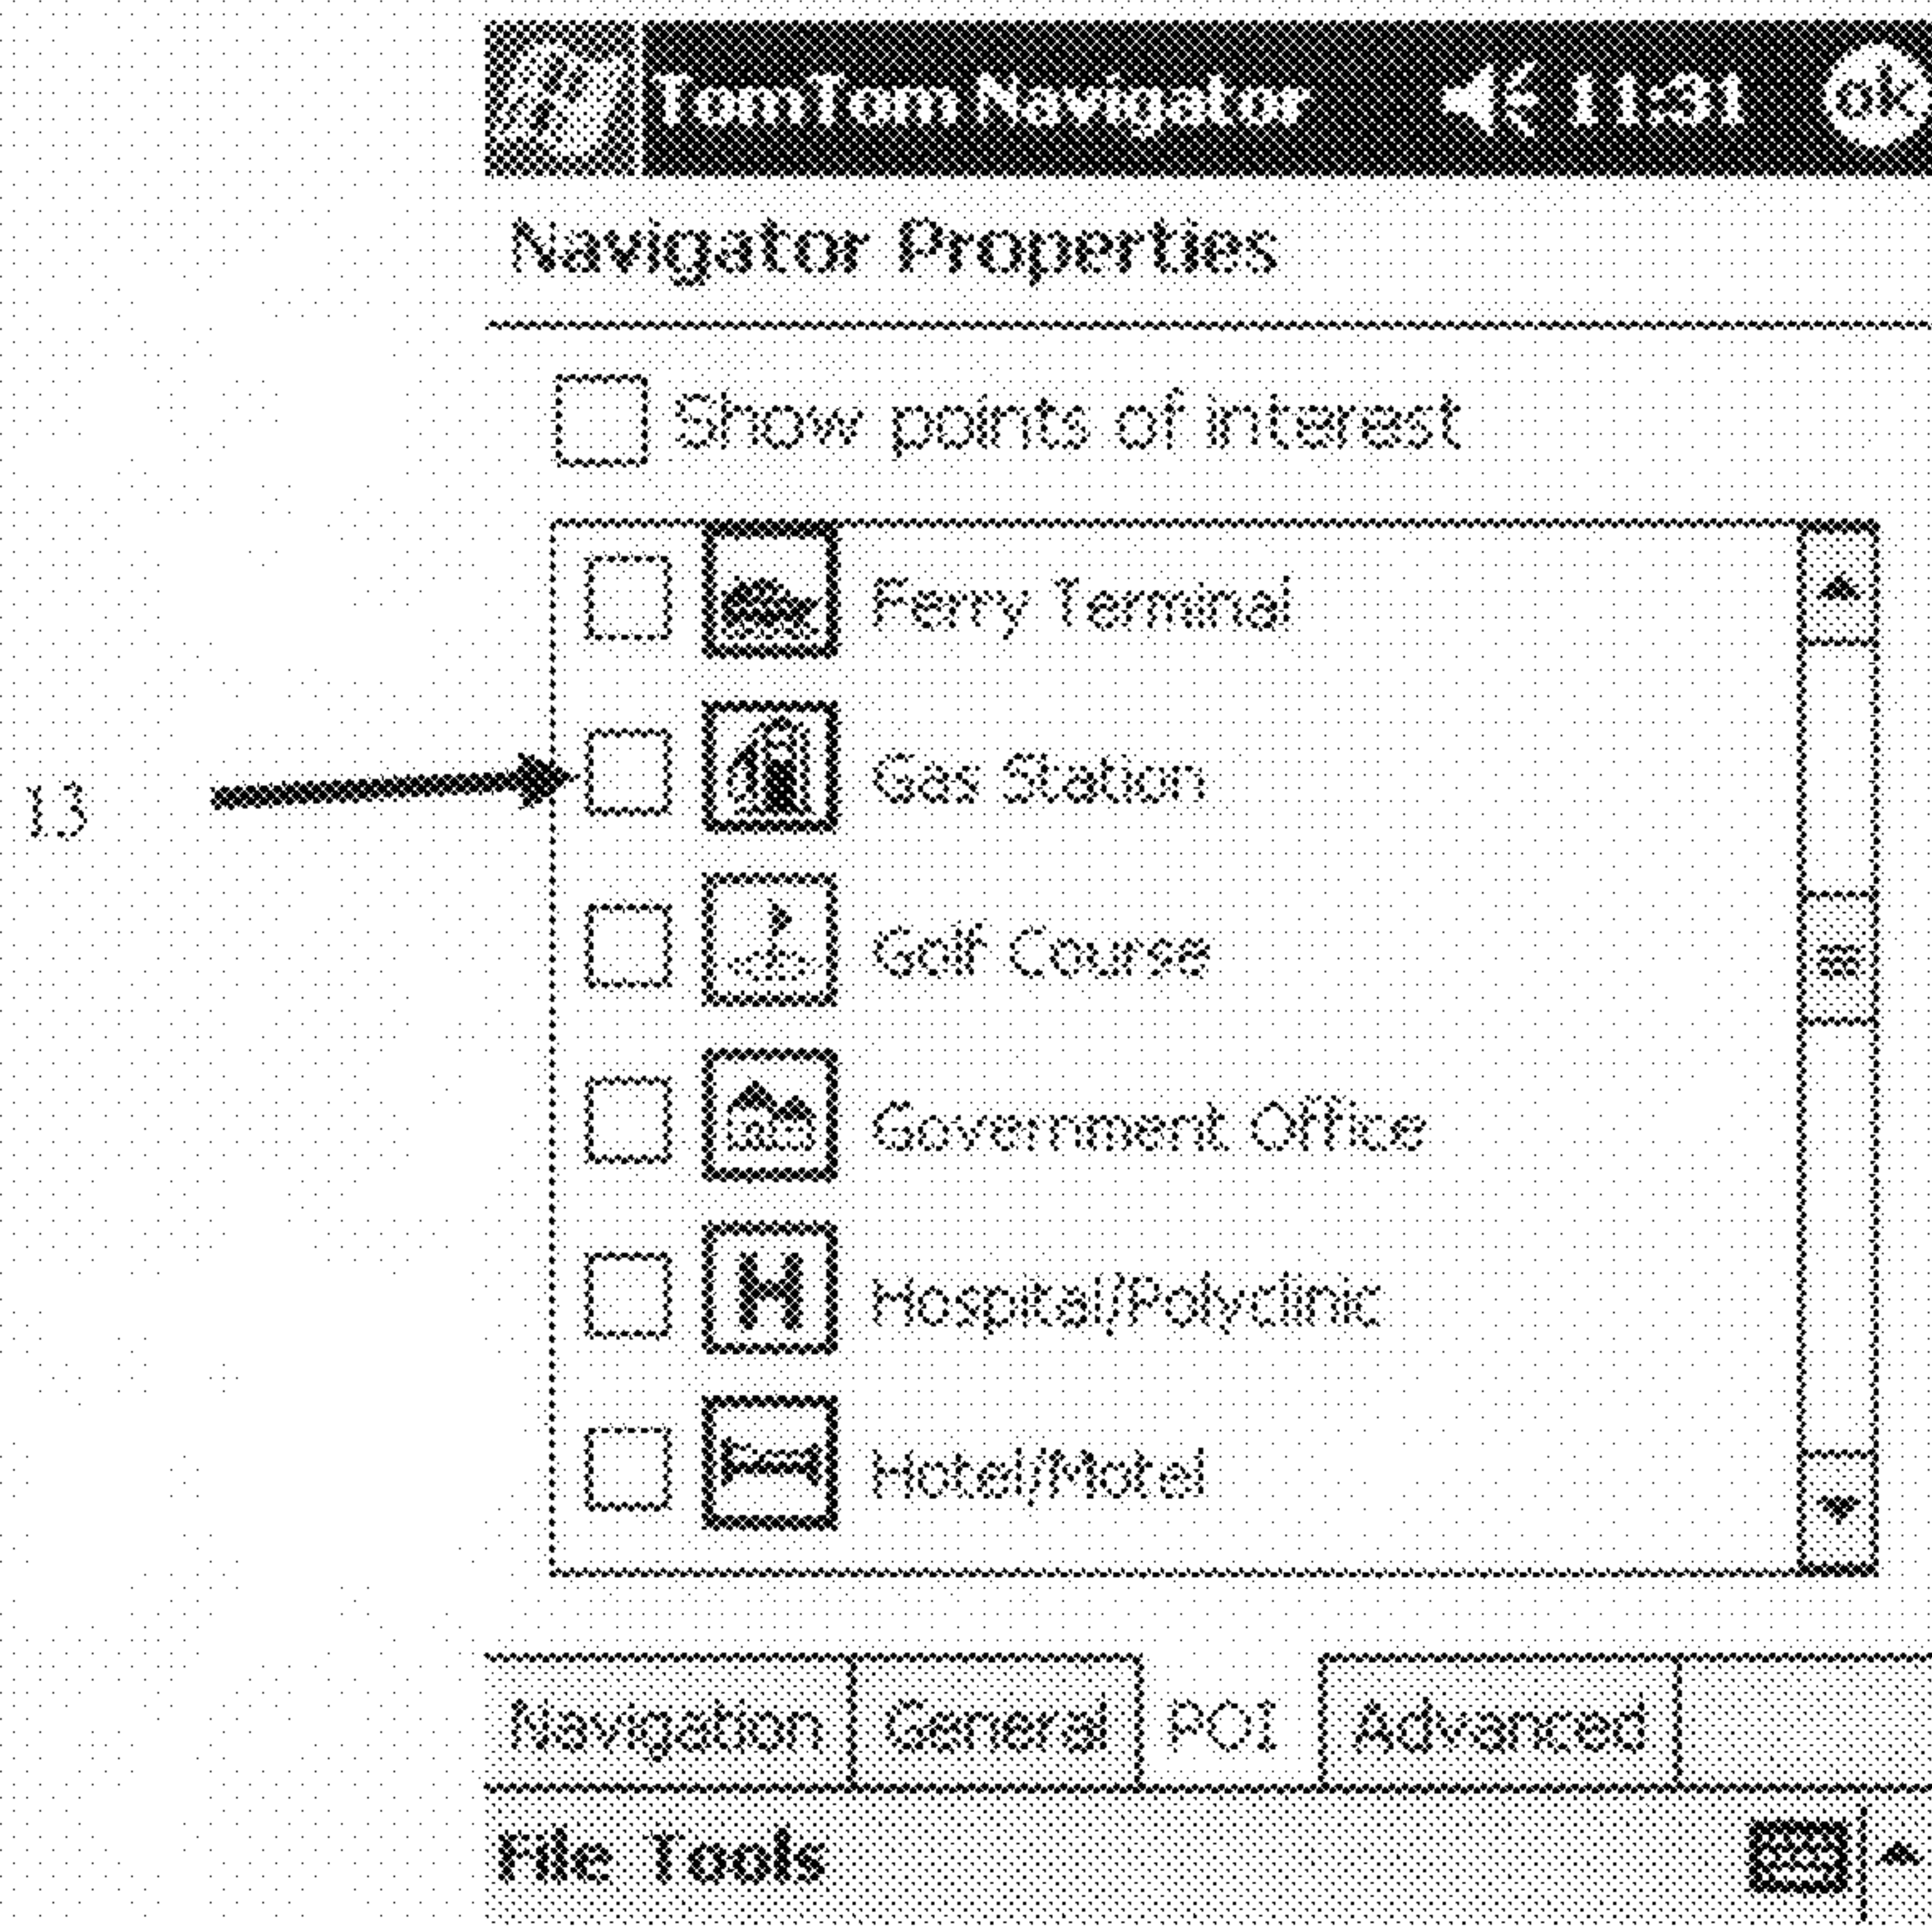 TomTom Navigator 11:31 ok
Navigator Properties
Show points of interest
Ferry Terminal
13 Gas Station
Golf Course
Government Office
H Hospital/Polyclinic
Hotel/Motel
Navigation General POI Advanced
File Tools